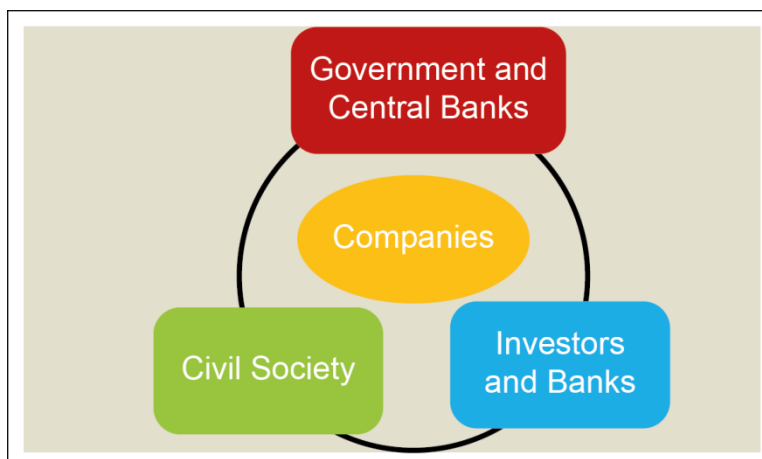 Government and
Central Banks
Companies
Civil Society
Investors
and Banks